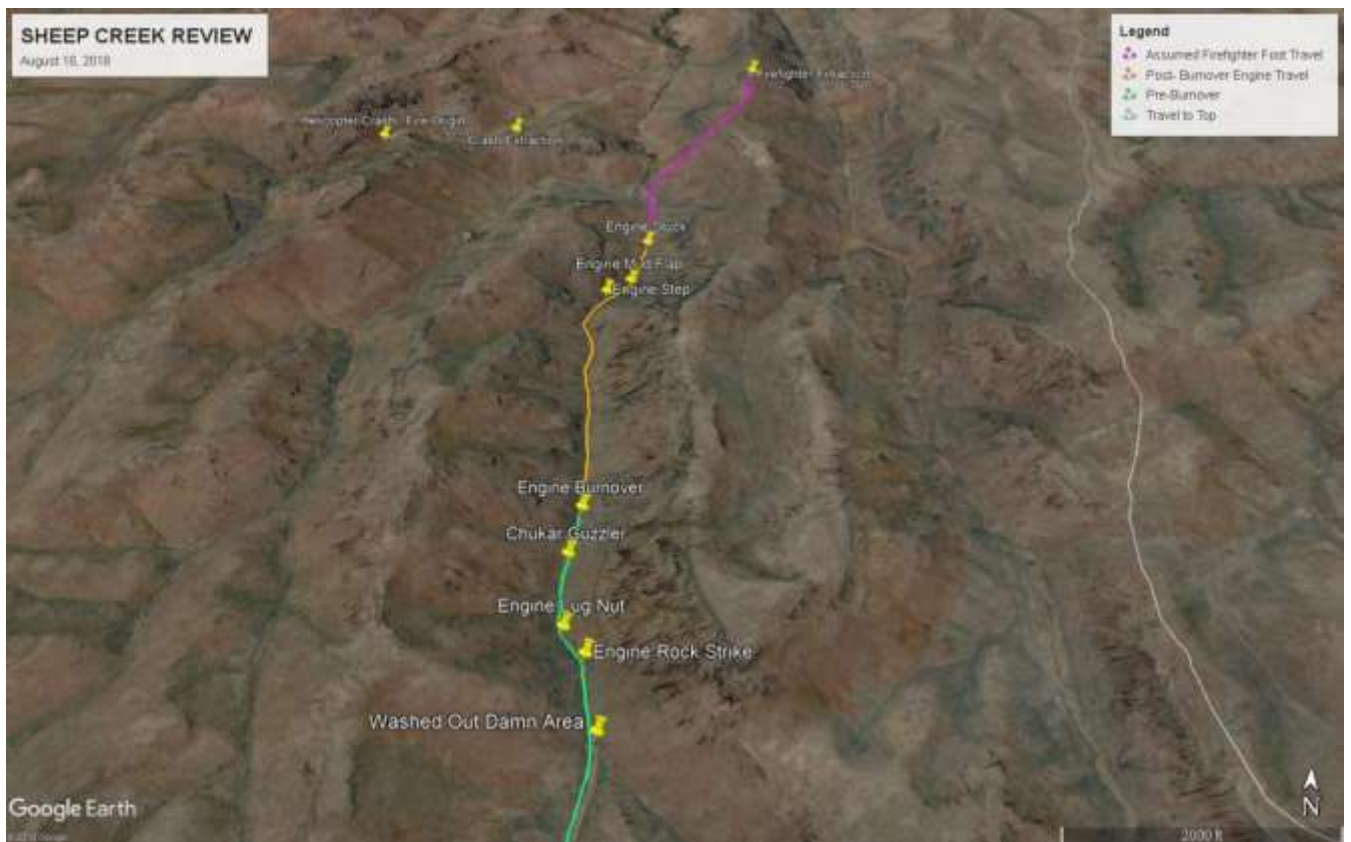 SHEEP CREEK REVIEW
August 18, 2018
Legend
Assumed Firefighter Foot Travel
Post- Burnover Engine Travel
Pre-Burnover
Travel to Top
Firefighter Extraction
Helicopter Crash - Fire Origin
Crash Extraction
Engine Stuck
Engine Mud Flap
Engine Step
Engine Burnover
Chukar Guzzler
Engine Lug Nut
Engine Rock Strike
Washed Out Damn Area
Google Earth
N
2000 ft